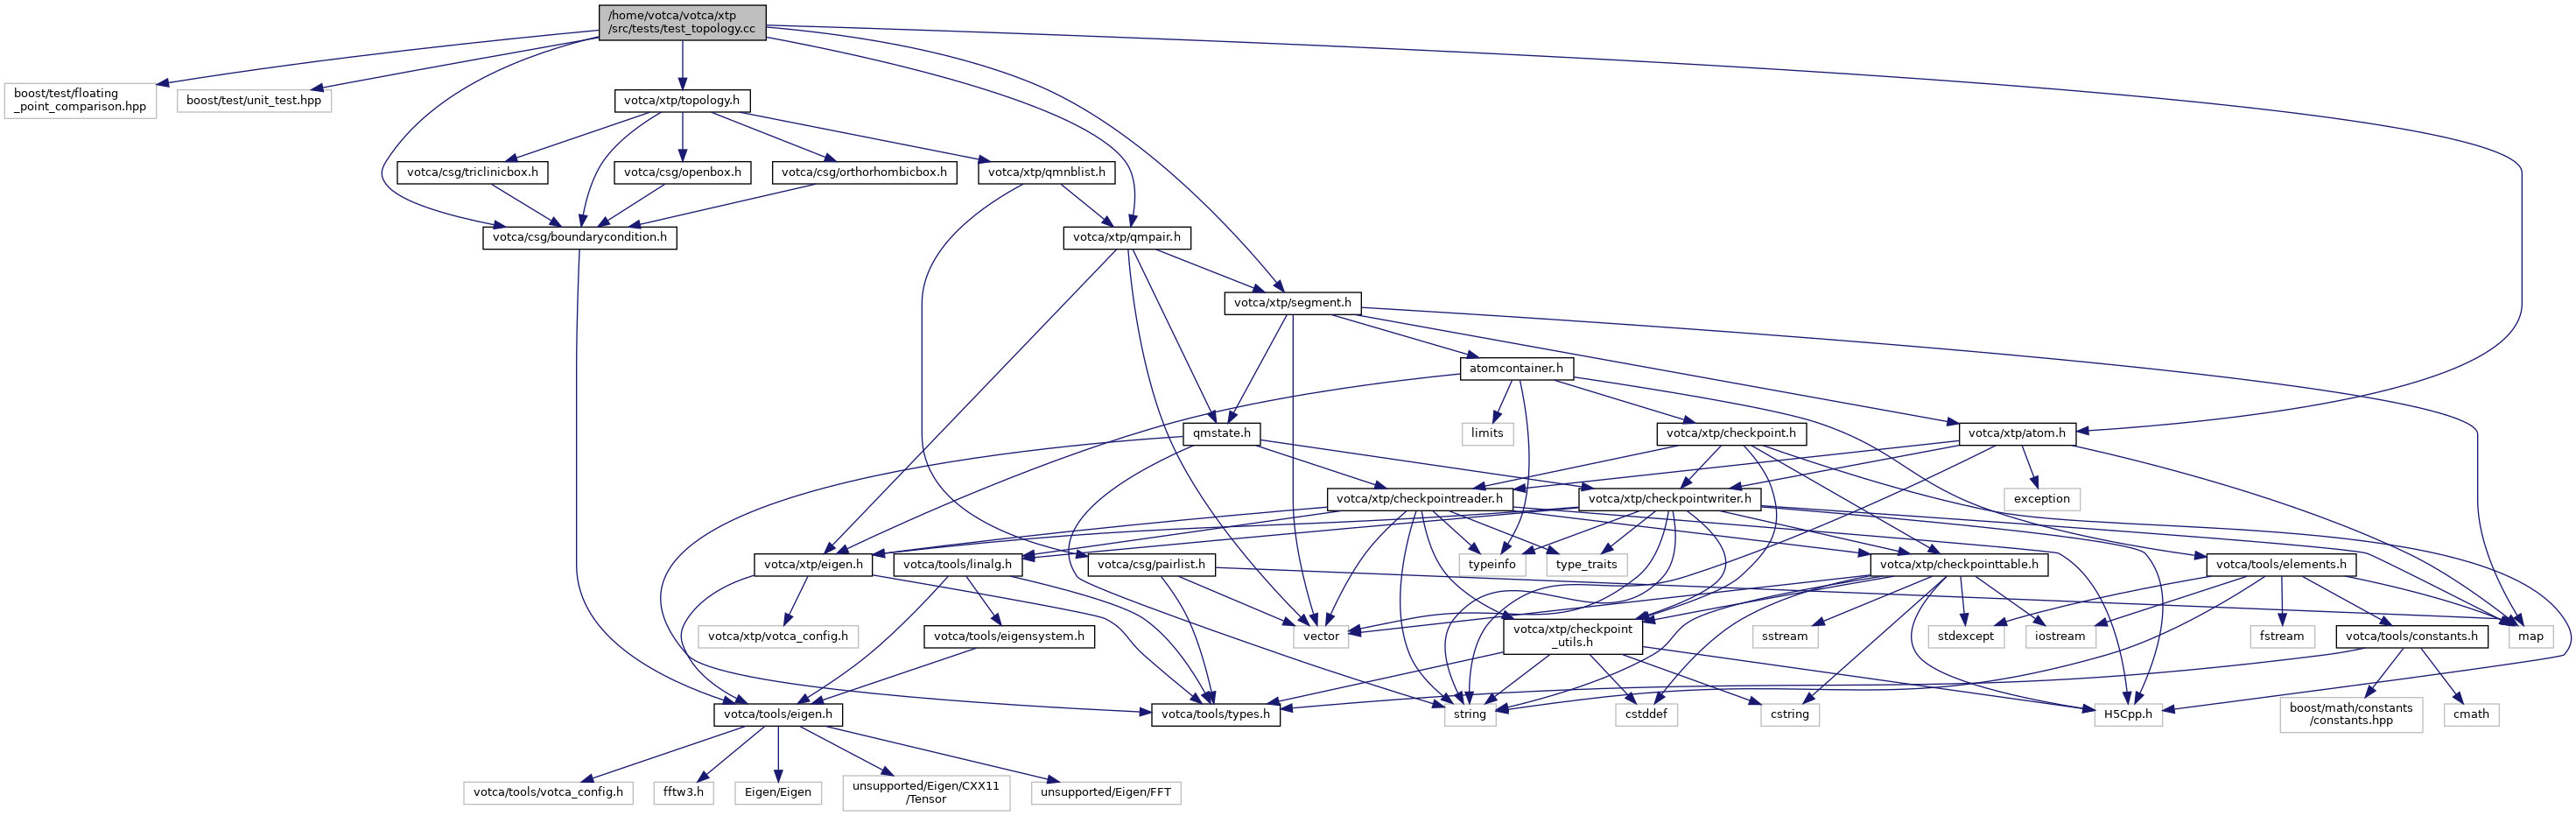 /home/votca/votca/xtp
/src/tests/test_topology.cc
boost/test/floating
_point_comparison.hpp
boost/test/unit_test.hpp
votca/xtp/topology.h
votca/csg/triclinicbox.h
votca/csg/openbox.h
votca/csg/orthorhombicbox.h
votca/xtp/qmnblist.h
votca/csg/boundarycondition.h
votca/xtp/qmpair.h
votca/xtp/segment.h
atomcontainer.h
qmstate.h
limits
votca/xtp/checkpoint.h
votca/xtp/atom.h
votca/xtp/checkpointreader.h
votca/xtp/checkpointwriter.h
exception
votca/xtp/eigen.h
votca/tools/linalg.h
votca/csg/pairlist.h
typeinfo
type_traits
votca/xtp/checkpointtable.h
votca/tools/elements.h
votca/xtp/votca_config.h
votca/tools/eigensystem.h
vector
votca/xtp/checkpoint
_utils.h
sstream
stdexcept
iostream
fstream
votca/tools/constants.h
map
votca/tools/eigen.h
votca/tools/types.h
string
cstddef
cstring
H5Cpp.h
boost/math/constants
/constants.hpp
cmath
votca/tools/votca_config.h
fftw3.h
Eigen/Eigen
unsupported/Eigen/CXX11
/Tensor
unsupported/Eigen/FFT